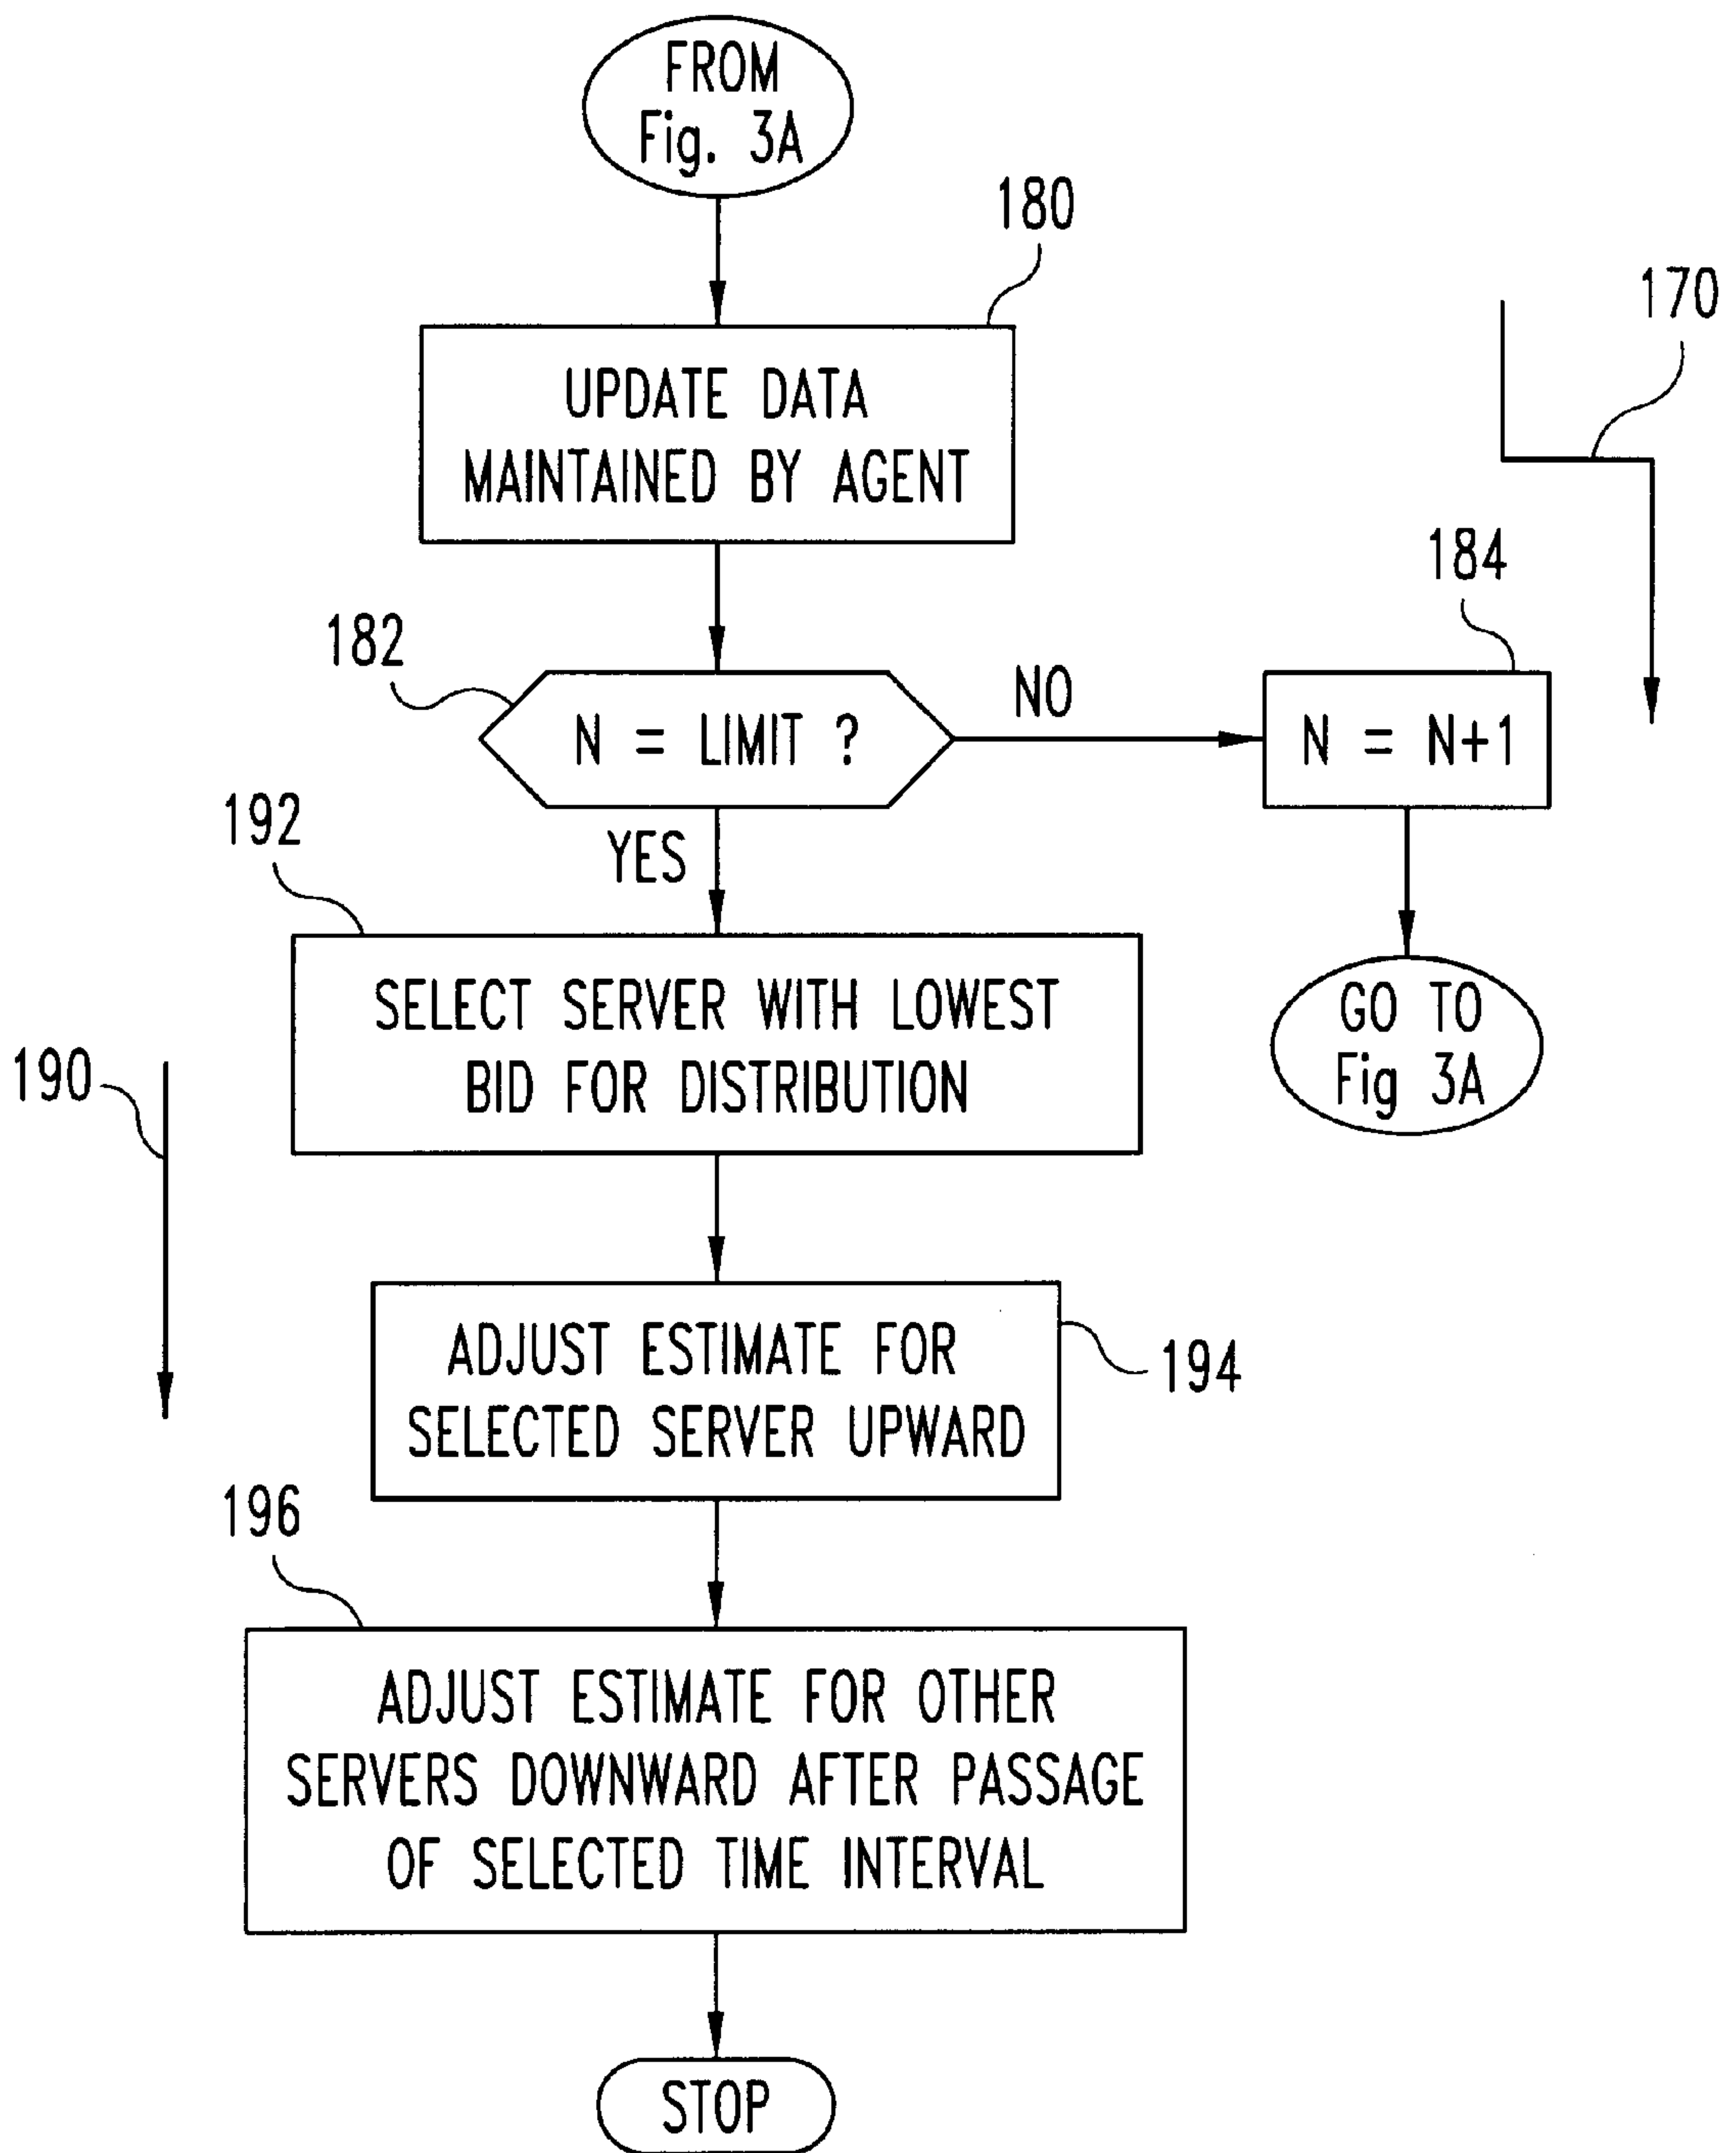 FROM
Fig. 3A
180
170
UPDATE DATA
MAINTAINED BY AGENT
184
182
NO
N = LIMIT ?
N = N+1
192
YES
SELECT SERVER WITH LOWEST
BID FOR DISTRIBUTION
GO TO
Fig 3A
190
ADJUST ESTIMATE FOR
SELECTED SERVER UPWARD
194
196
ADJUST ESTIMATE FOR OTHER
SERVERS DOWNWARD AFTER PASSAGE
OF SELECTED TIME INTERVAL
STOP